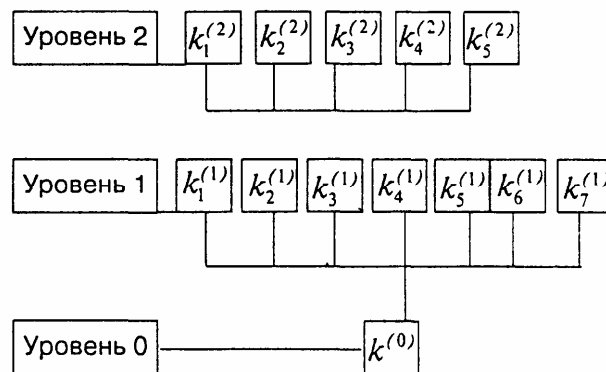 Уровень 2 k₁⁽²⁾ k₂⁽²⁾ k₃⁽²⁾ k₄⁽²⁾ k₅⁽²⁾
Уровень 1 k₁⁽¹⁾ k₂⁽¹⁾ k₃⁽¹⁾ k₄⁽¹⁾ k₅⁽¹⁾ k₆⁽¹⁾ k₇⁽¹⁾
Уровень 0 k⁽⁰⁾